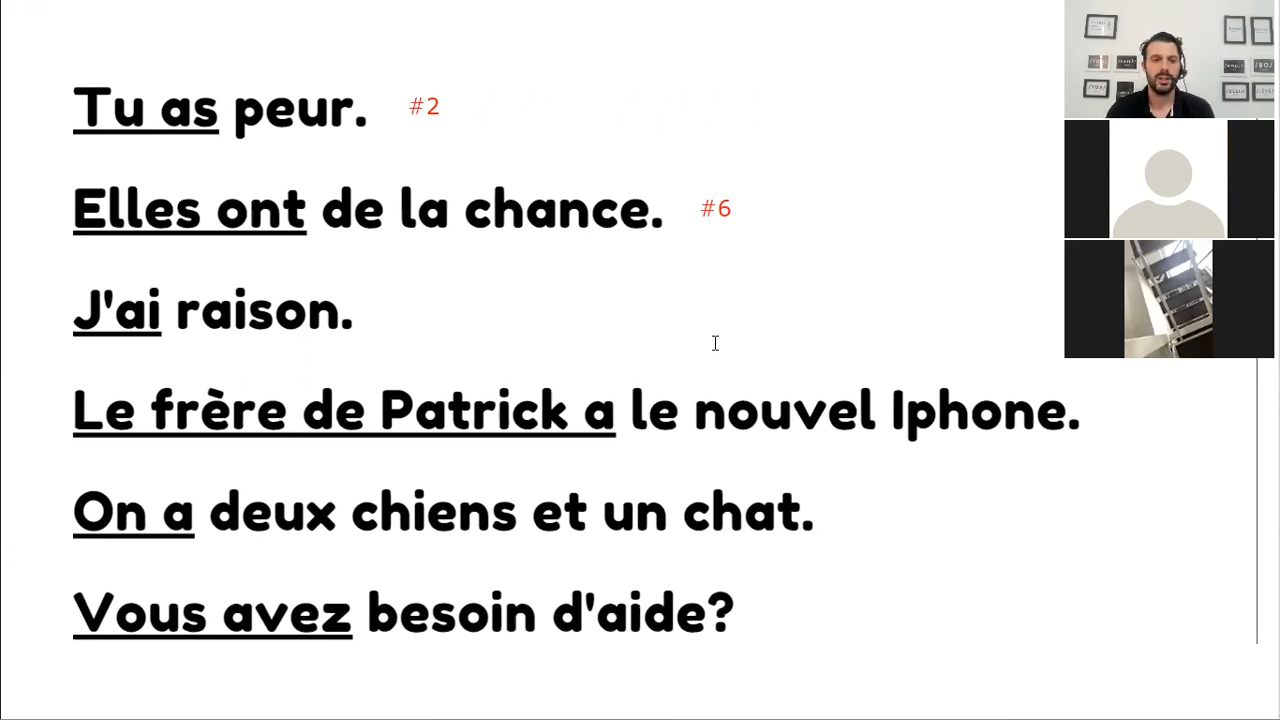 Tu as peur. #2
Elles ont de la chance. #6
J'ai raison.
Le frère de Patrick a le nouvel Iphone.
On a deux chiens et un chat.
Vous avez besoin d'aide?